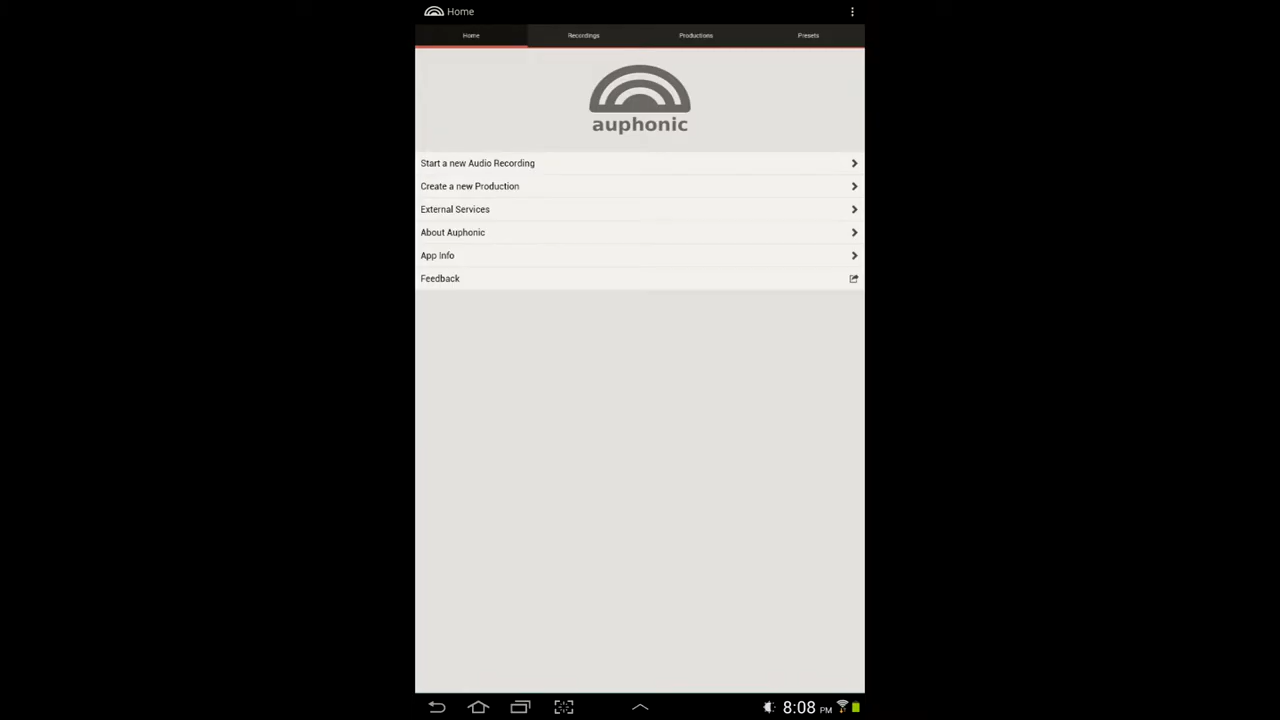 Home
Home
Recordings
Productions
Presets
auphonic
Start a new Audio Recording
Create a new Production
External Services
About Auphonic
App Info
Feedback
8:08 PM